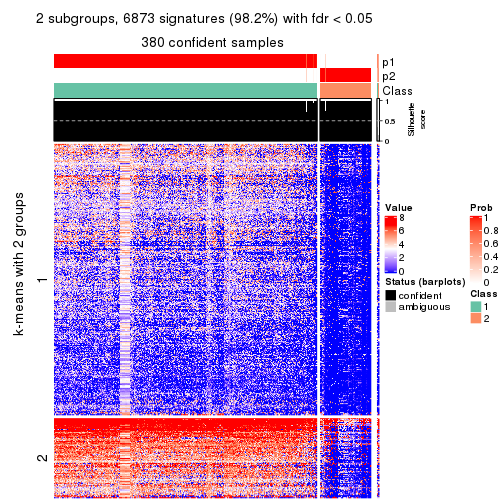 2 subgroups, 6873 signatures (98.2%) with fdr < 0.05
380 confident samples
p1
p2
Class
1
0.5
0
Silhouette
score
k-means with 2 groups
1
2
Value
8
6
4
2
0
Status (barplots)
confident
ambiguous
Prob
1
0.8
0.6
0.4
0.2
0
Class
1
2